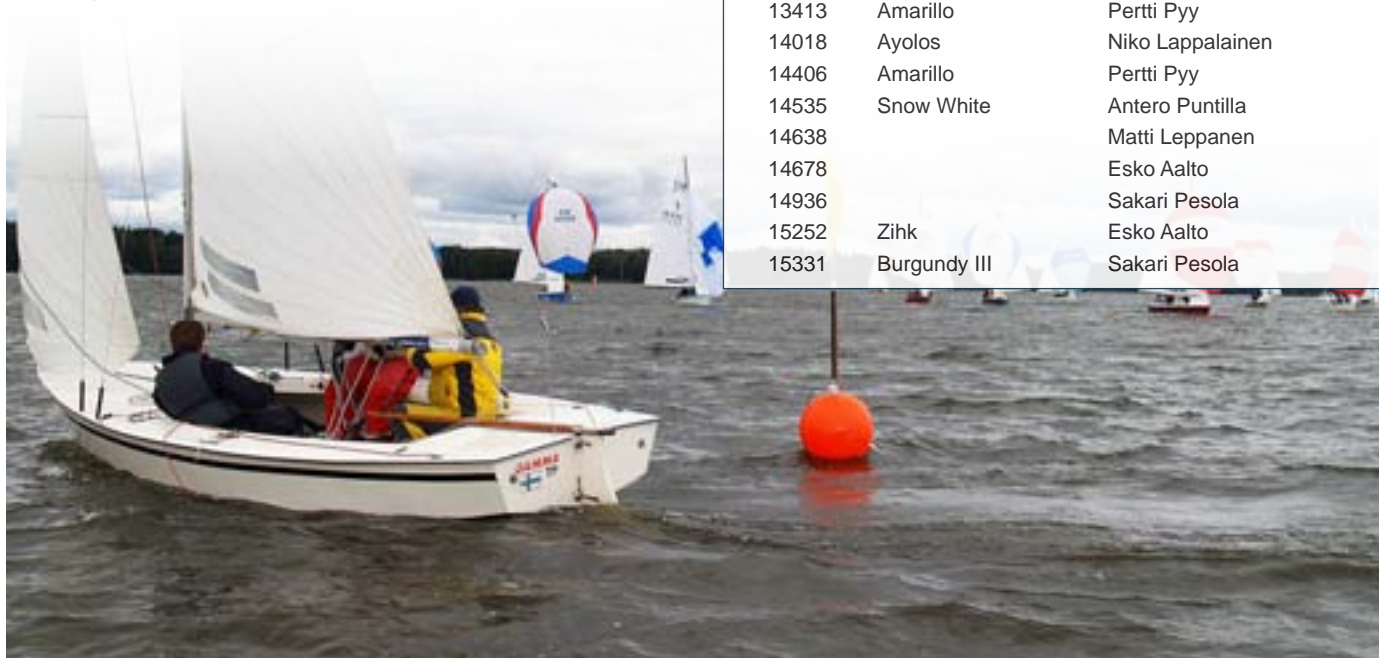 13413 Amarillo Pertti Pyy
14018 Ayolos Niko Lappalainen
14406 Amarillo Pertti Pyy
14535 Snow White Antero Puntilla
14638 Matti Leppanen
14678 Esko Aalto
14936 Sakari Pesola
15252 Zihk Esko Aalto
15331 Burgundy III Sakari Pesola